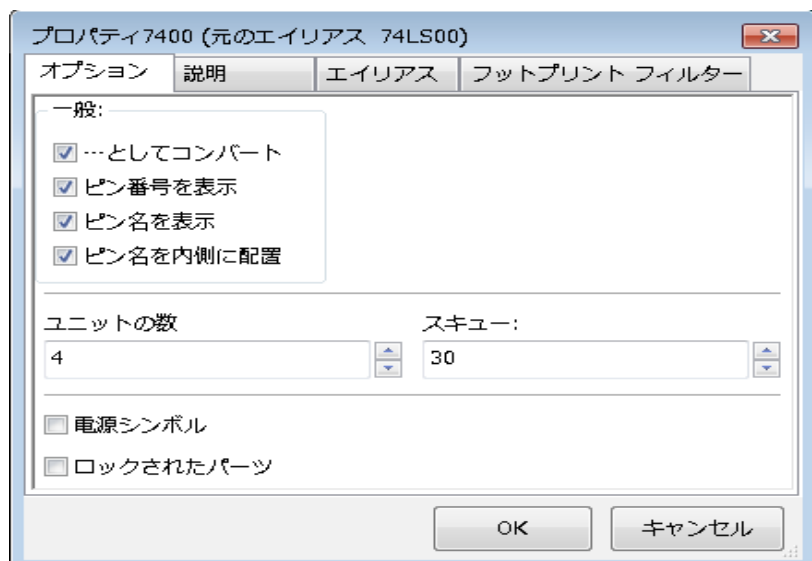 プロパティ7400 (元のエイリアス 74LS00)
オプション 説明 エイリアス フットプリント フィルター
一般:
…としてコンバート
ピン番号を表示
ピン名を表示
ピン名を内側に配置
ユニットの数 スキュー:
4 30
電源シンボル
ロックされたパーツ
OK キャンセル